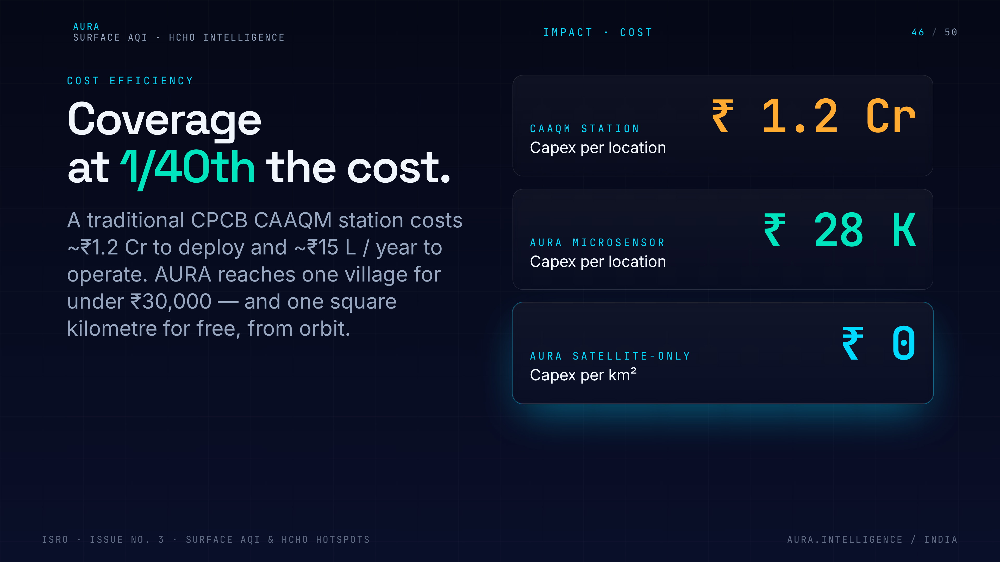 AURA
SURFACE AQI · HCHO INTELLIGENCE
IMPACT · COST
46 / 50
COST EFFICIENCY
Coverage
at 1/40th the cost.
A traditional CPCB CAAQM station costs
~₹1.2 Cr to deploy and ~₹15 L / year to
operate. AURA reaches one village for
under ₹30,000 — and one square
kilometre for free, from orbit.
CAAQM STATION
Capex per location
₹ 1.2 Cr
AURA MICROSENSOR
Capex per location
₹ 28 K
AURA SATELLITE-ONLY
Capex per km²
₹ 0
ISRO · ISSUE NO. 3 · SURFACE AQI & HCHO HOTSPOTS
AURA.INTELLIGENCE / INDIA